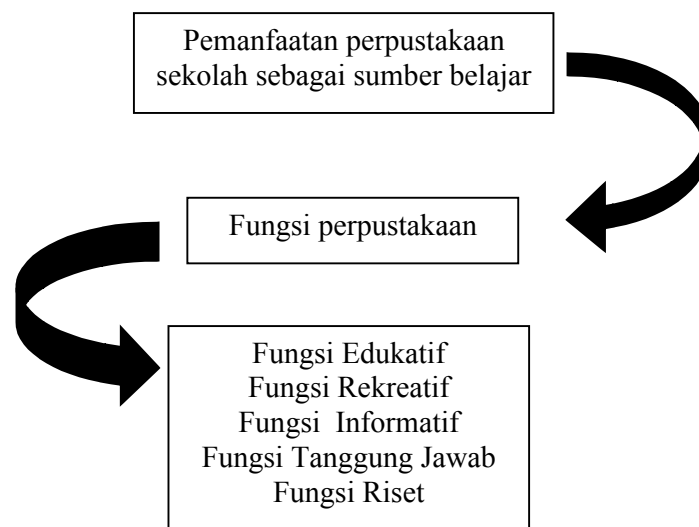 Pemanfaatan perpustakaan
sekolah sebagai sumber belajar
Fungsi perpustakaan
Fungsi Edukatif
Fungsi Rekreatif
Fungsi  Informatif
Fungsi Tanggung Jawab
Fungsi Riset